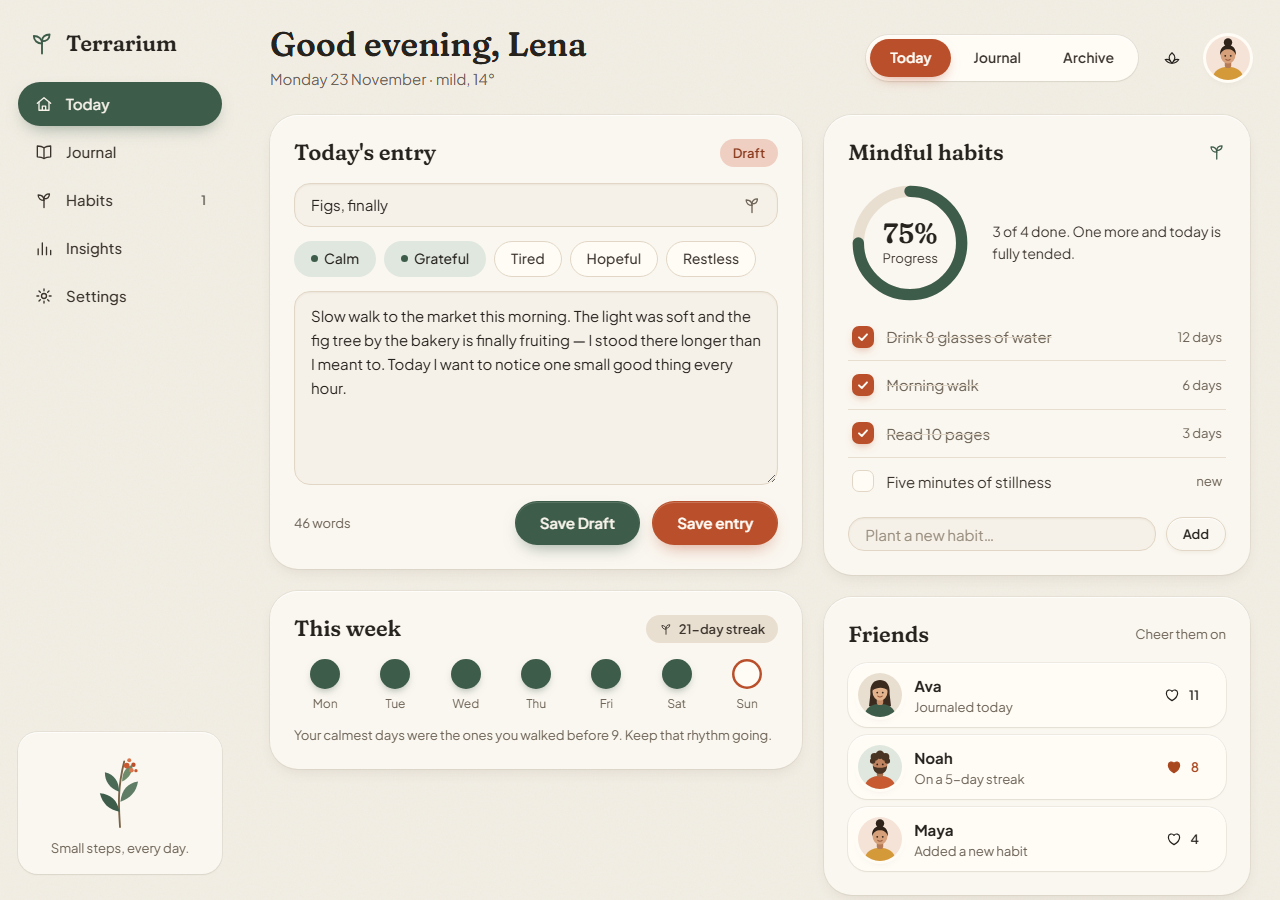 Terrarium
Today
Journal
Habits 1
Insights
Settings
Small steps, every day.
Good evening, Lena
Monday 23 November · mild, 14°
Today Journal Archive
Today's entry Draft
Figs, finally
Calm Grateful Tired Hopeful Restless
Slow walk to the market this morning. The light was soft and the
fig tree by the bakery is finally fruiting — I stood there longer than
I meant to. Today I want to notice one small good thing every
hour.
46 words Save Draft Save entry
This week 21-day streak
Mon Tue Wed Thu Fri Sat Sun
Your calmest days were the ones you walked before 9. Keep that rhythm going.
Mindful habits
75%
Progress
3 of 4 done. One more and today is
fully tended.
Drink 8 glasses of water 12 days
Morning walk 6 days
Read 10 pages 3 days
Five minutes of stillness new
Plant a new habit... Add
Friends Cheer them on
Ava
Journaled today
11
Noah
On a 5-day streak
8
Maya
Added a new habit
4